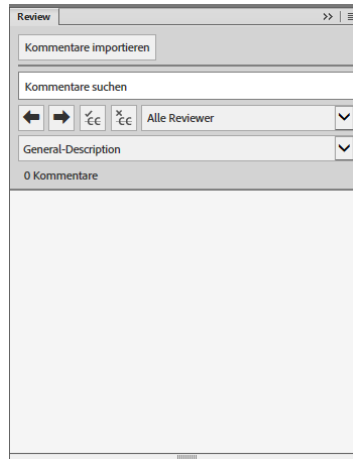 Review
Kommentare importieren
Kommentare suchen
Alle Reviewer
General-Description
0 Kommentare